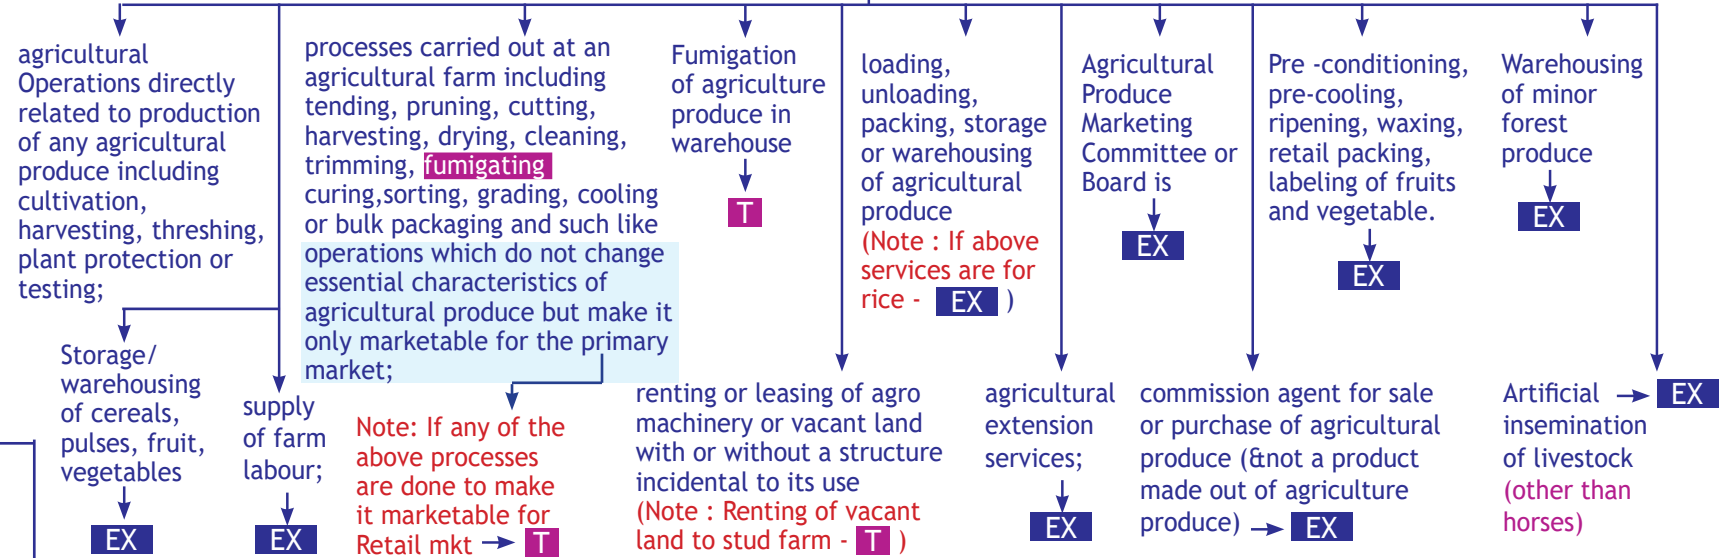 agricultural
Operations directly
related to production
of any agricultural
produce including
cultivation,
harvesting, threshing,
plant protection or
testing;
Storage/
warehousing
of cereals,
pulses, fruit,
vegetables
EX
supply
of farm
labour;
EX
processes carried out at an
agricultural farm including
tending, pruning, cutting,
harvesting, drying, cleaning,
trimming, fumigating
curing,sorting, grading, cooling
or bulk packaging and such like
operations which do not change
essential characteristics of
agricultural produce but make it
only marketable for the primary
market;
Note: If any of the
above processes
are done to make
it marketable for
Retail mkt T
Fumigation
of agriculture
produce in
warehouse
T
renting or leasing of agro
machinery or vacant land
with or without a structure
incidental to its use
(Note : Renting of vacant
land to stud farm - T )
loading,
unloading,
packing, storage
or warehousing
of agricultural
produce
(Note : If above
services are for
rice - EX )
agricultural
extension
services;
EX
Agricultural
Produce
Marketing
Committee or
Board is
EX
commission agent for sale
or purchase of agricultural
produce (&not a product
made out of agriculture
produce) EX
Pre -conditioning,
pre-cooling,
ripening, waxing,
retail packing,
labeling of fruits
and vegetable.
EX
Warehousing
of minor
forest
produce
EX
Artificial EX
insemination
of livestock
(other than
horses)